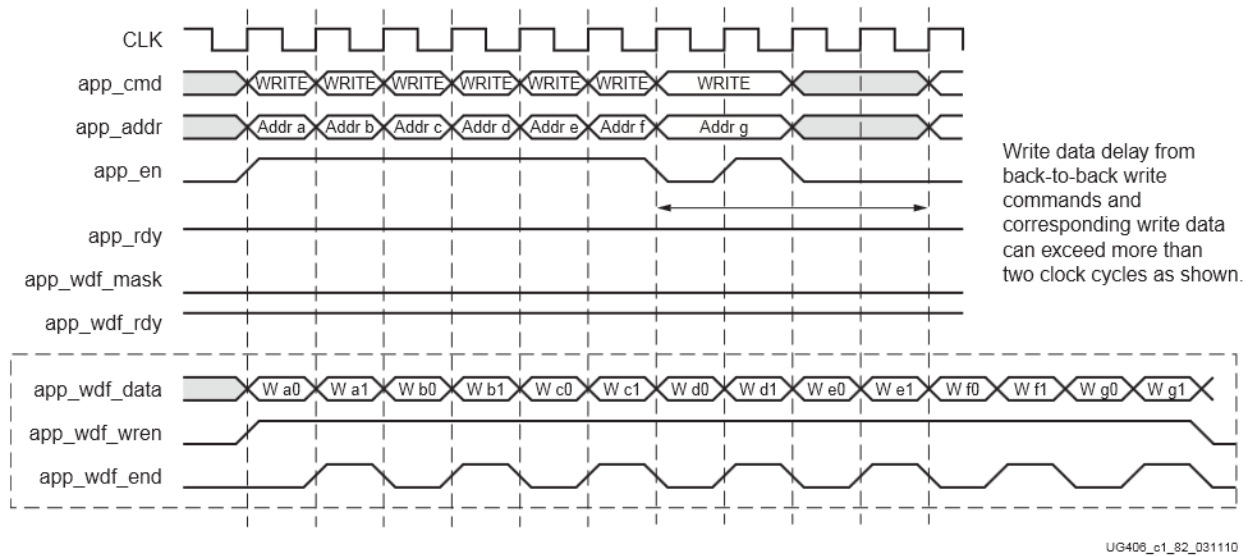 CLK
app_cmd WRITE WRITE WRITE WRITE WRITE WRITE WRITE
app_addr Addr a Addr b Addr c Addr d Addr e Addr f Addr g
app_en
app_rdy
app_wdf_mask
app_wdf_rdy
Write data delay from
back-to-back write
commands and
corresponding write data
can exceed more than
two clock cycles as shown.
app_wdf_data W a0 W a1 W b0 W b1 W c0 W c1 W d0 W d1 W e0 W e1 W f0 W f1 W g0 W g1
app_wdf_wren
app_wdf_end
UG406_c1_82_031110